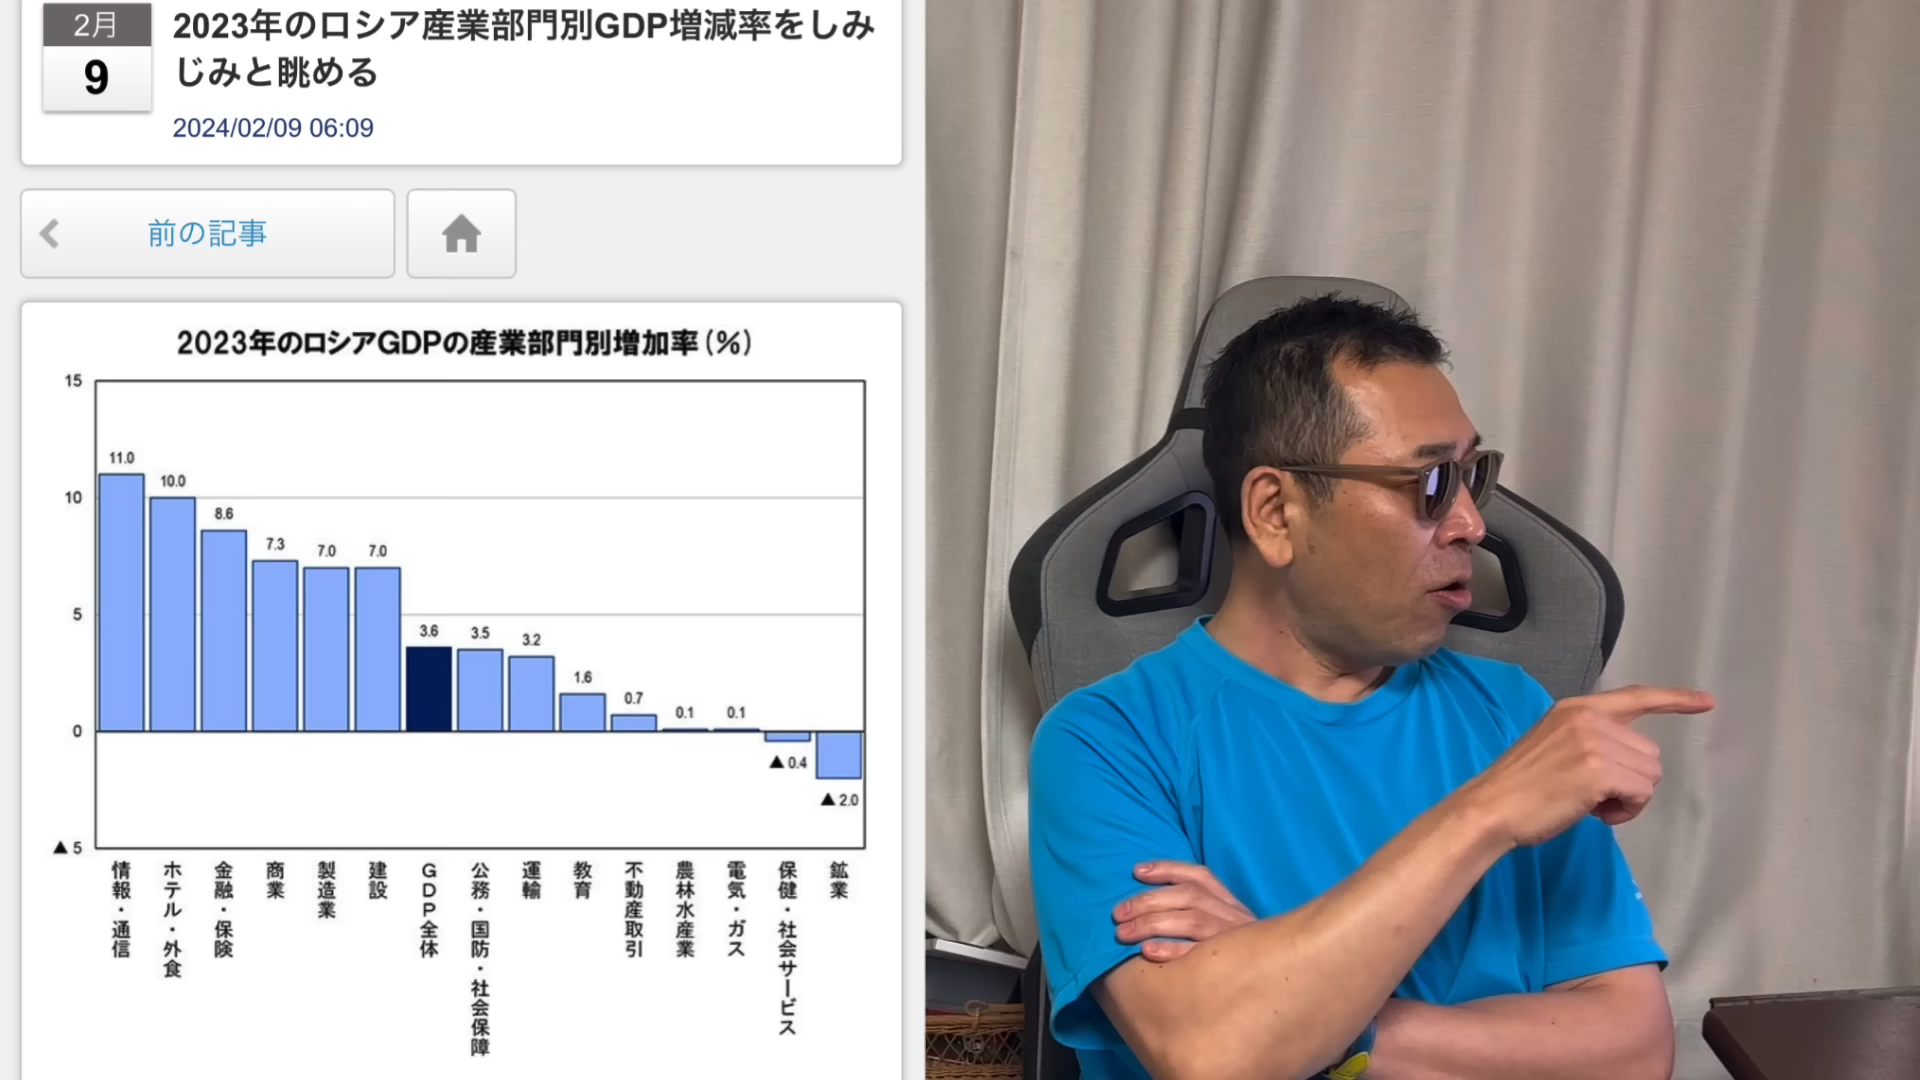 2月
9
2023年のロシア産業部門別GDP増減率をしみ
じみと眺める
2024/02/09 06:09
前の記事
2023年のロシアGDPの産業部門別増加率(%)
15
10
5
0
▲5
11.0
10.0
8.6
7.3
7.0
7.0
3.6
3.5
3.2
1.6
0.7
0.1
0.1
▲0.4
▲2.0
情報・通信
ホテル・外食
金融・保険
商業
製造業
建設
GDP全体
公務・国防・社会保障
運輸
教育
不動産取引
農林水産業
電気・ガス
保健・社会サービス
鉱業